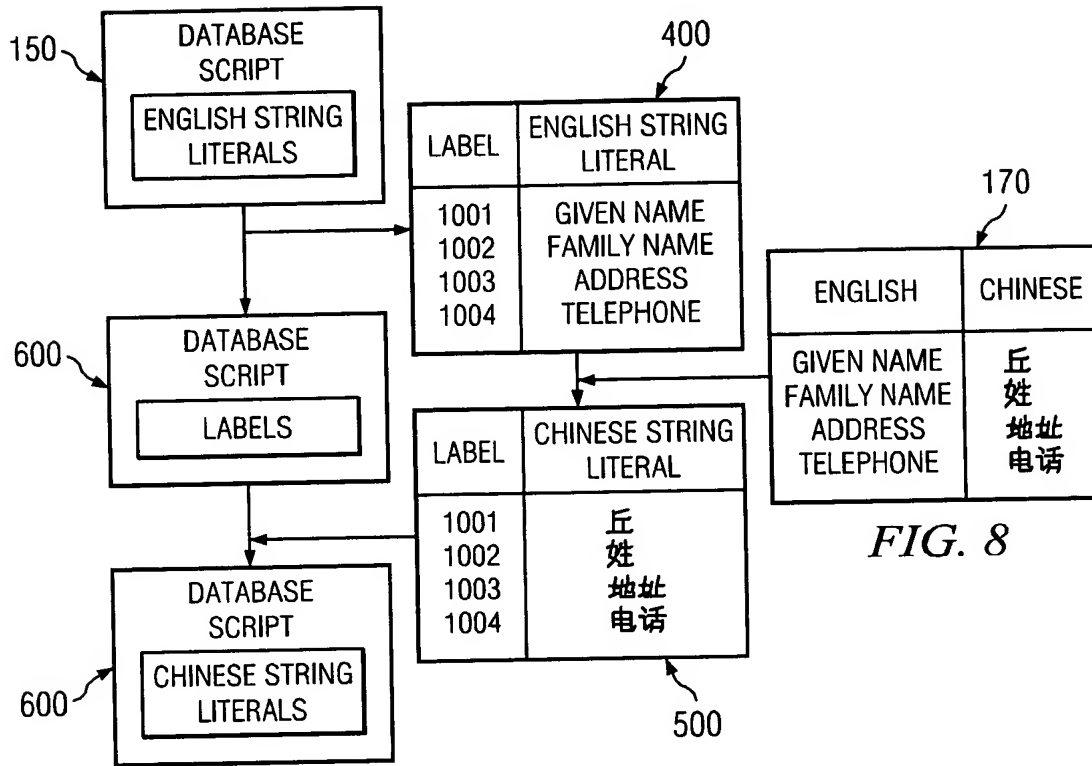 150
DATABASE
SCRIPT
ENGLISH STRING
LITERALS
400
LABEL
ENGLISH STRING
LITERAL
1001 GIVEN NAME
1002 FAMILY NAME
1003 ADDRESS
1004 TELEPHONE
170
ENGLISH CHINESE
GIVEN NAME 丘
FAMILY NAME 姓
ADDRESS 地址
TELEPHONE 电话
600
DATABASE
SCRIPT
LABELS
LABEL
CHINESE STRING
LITERAL
1001 丘
1002 姓
1003 地址
1004 电话
500
600
DATABASE
SCRIPT
CHINESE STRING
LITERALS
FIG. 8